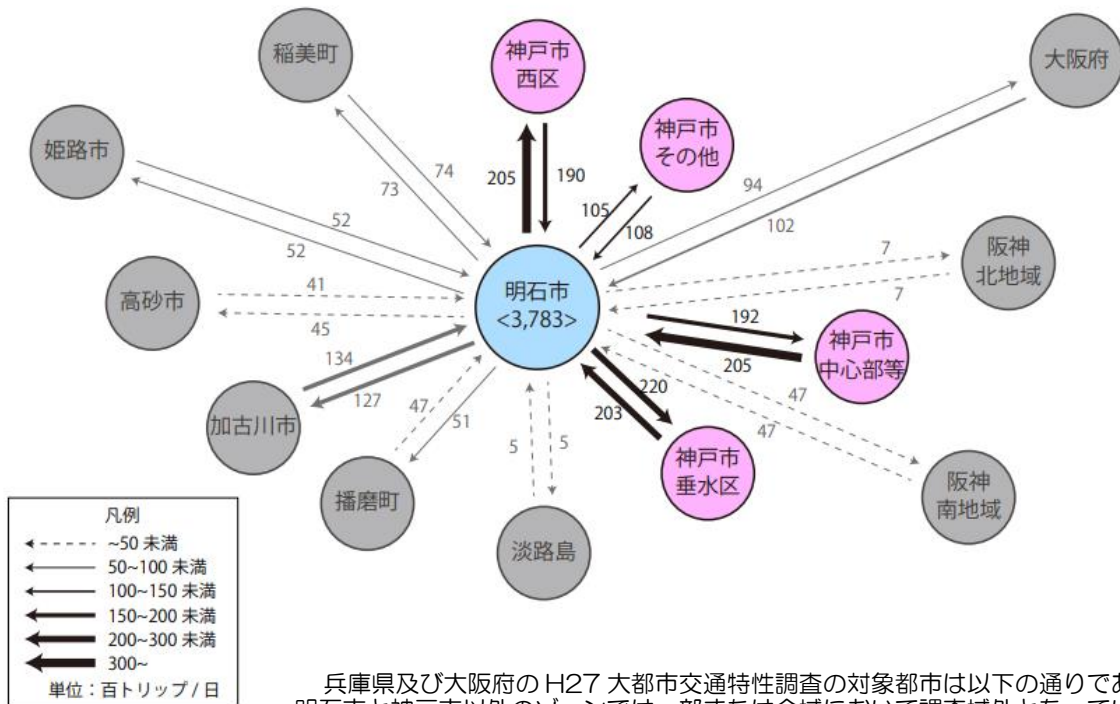 稲美町
神戸市
西区
大阪府
神戸市
その他
姫路市
74
73
205
190
105
108
94
102
52
52
高砂市
41
45
明石市
<3,783>
7
7
阪神
北地域
192
205
神戸市
中心部等
134
127
加古川市
47
51
播磨町
5
5
淡路島
220
203
神戸市
垂水区
47
47
阪神
南地域
凡例
~50 未満
50~100 未満
100~150 未満
150~200 未満
200~300 未満
300~
単位：百トリップ / 日
兵庫県及び大阪府の H27 大都市交通特性調査の対象都市は以下の通りであ